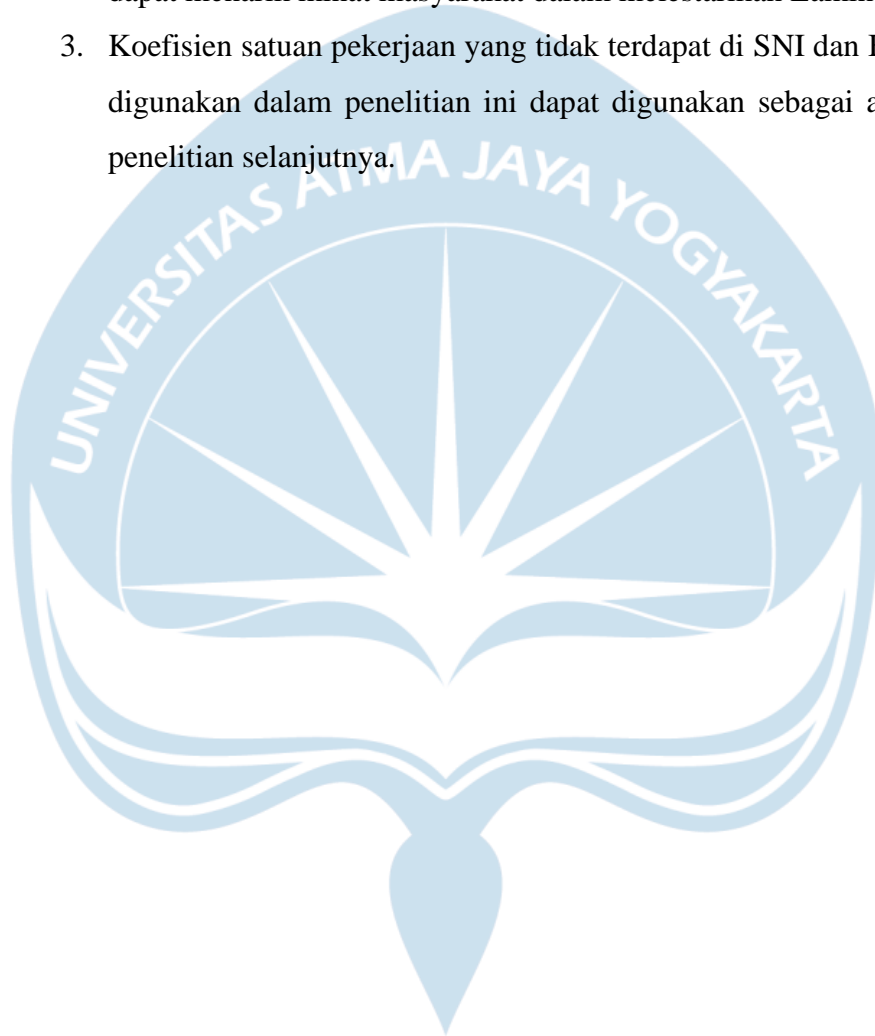 dapat menarik minat masyarakat dalam melestarikan
3. Koefisien satuan pekerjaan yang tidak terdapat di SNI dan
digunakan dalam penelitian ini dapat digunakan sebagai
penelitian selanjutnya.
UNIVERSITAS ATMA JAYA YOGYAKARTA